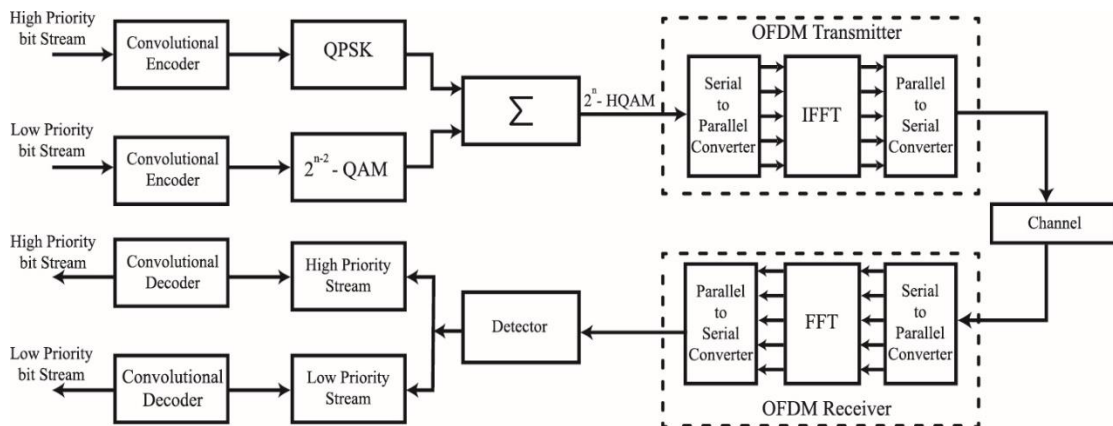 High Priority
bit Stream
Convolutional
Encoder
QPSK
Low Priority
bit Stream
Convolutional
Encoder
2^{n-2} - QAM
Σ
2^n - HQAM
OFDM Transmitter
Serial
to
Parallel
Converter
IFFT
Parallel
to
Serial
Converter
Channel
High Priority
bit Stream
Convolutional
Decoder
High Priority
Stream
Low Priority
bit Stream
Convolutional
Decoder
Low Priority
Stream
Detector
Parallel
to
Serial
Converter
FFT
Serial
to
Parallel
Converter
OFDM Receiver